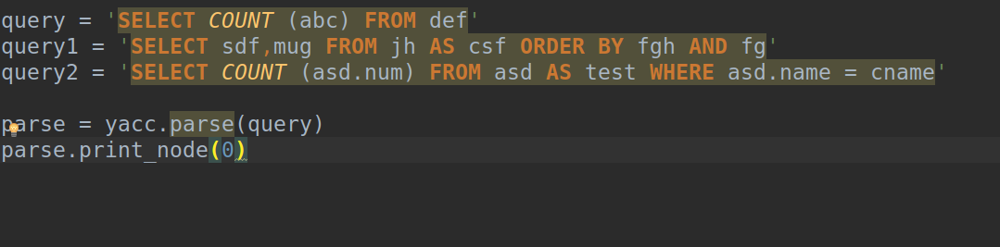 query = 'SELECT COUNT (abc) FROM def'
query1 = 'SELECT sdf,mug FROM jh AS csf ORDER BY fgh AND fg'
query2 = 'SELECT COUNT (asd.num) FROM asd AS test WHERE asd.name = cname'
parse = yacc.parse(query)
parse.print_node(0)